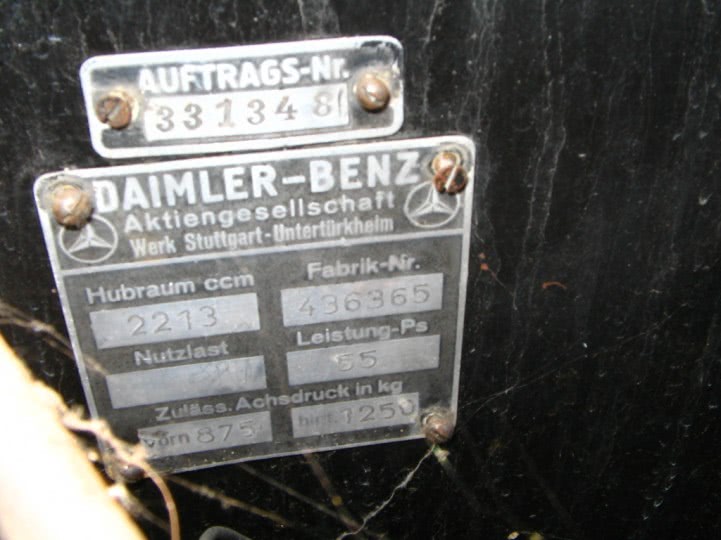 AUFTRAGS-Nr.
331348
DAIMLER-BENZ
Aktiengesellschaft
Werk Stuttgart-Untertürkheim
Hubraum ccm Fabrik-Nr.
2213 436365
Nutzlast Leistung-Ps
55
Zuläss. Achsdruck in kg
vorn 875 hint. 1250